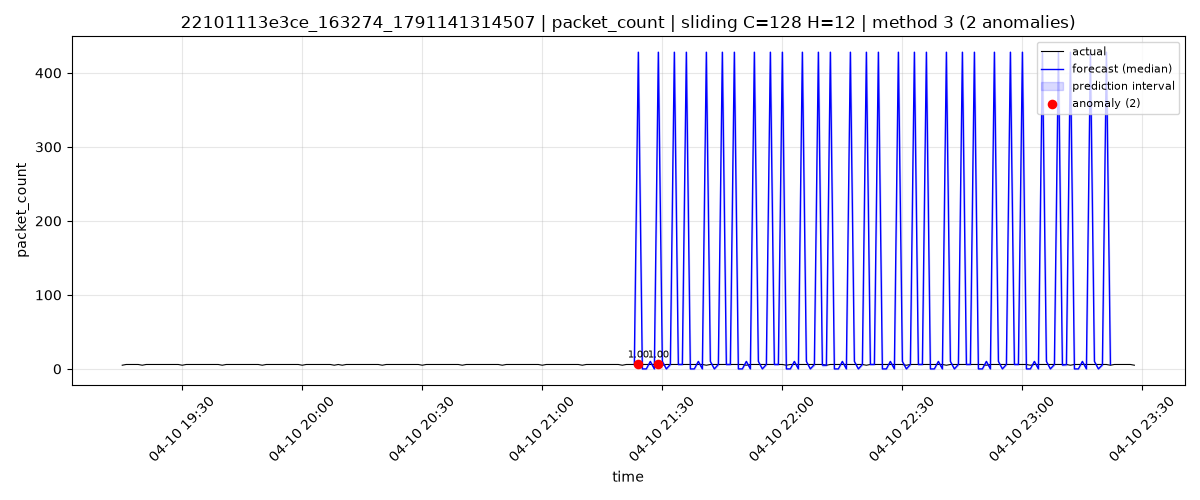 22101113e3ce_163274_1791141314507 | packet_count | sliding C=128 H=12 | method 3 (2 anomalies)
actual
forecast (median)
prediction interval
anomaly (2)
packet_count
400
300
200
100
0
1.00 1.00
04-10 19:30
04-10 20:00
04-10 20:30
04-10 21:00
04-10 21:30
04-10 22:00
04-10 22:30
04-10 23:00
04-10 23:30
time